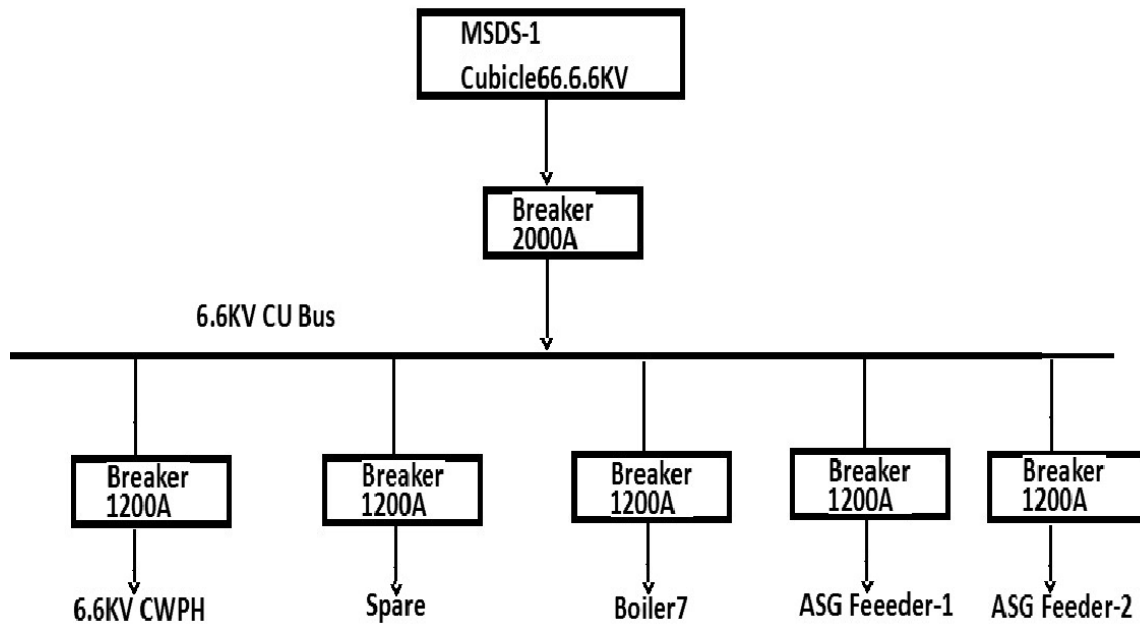 MSDS-1
Cubicle66.6.6KV
Breaker
2000A
6.6KV CU Bus
Breaker
1200A
Breaker
1200A
Breaker
1200A
Breaker
1200A
Breaker
1200A
6.6KV CWPH
Spare
Boiler7
ASG Feeeder-1
ASG Feeder-2